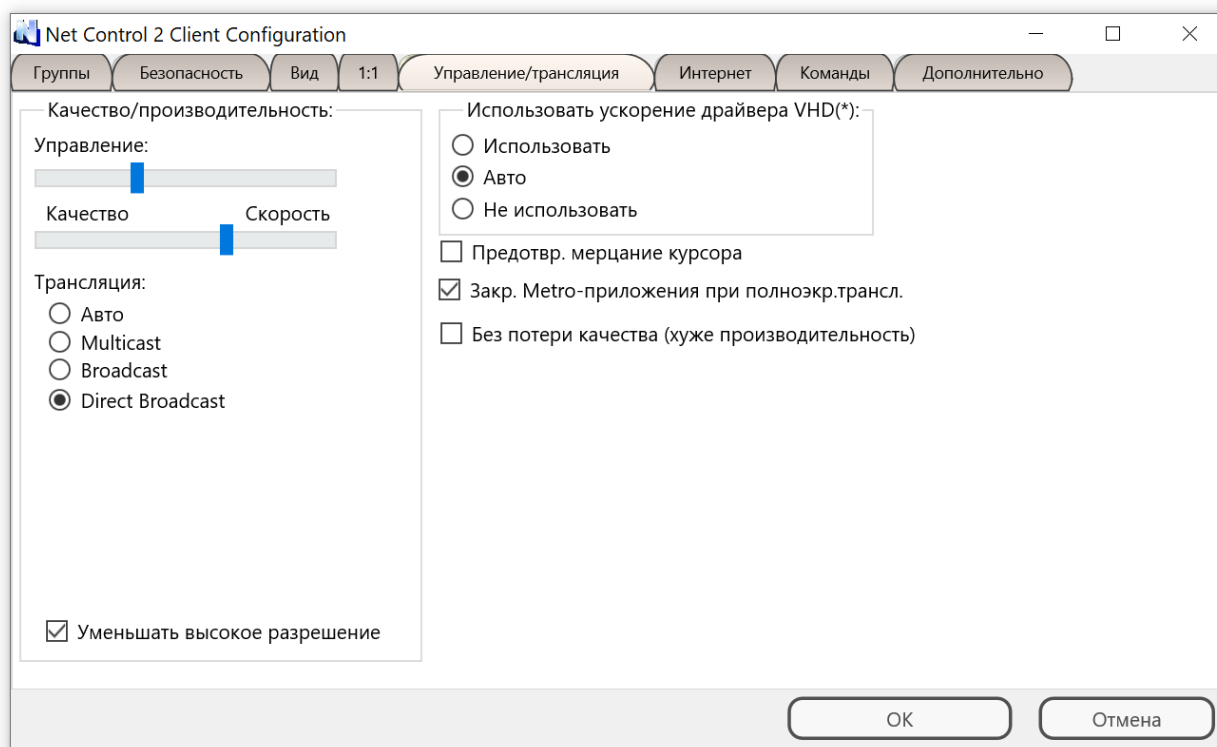 Net Control 2 Client Configuration
Группы Безопасность Вид 1:1 Управление/трансляция Интернет Команды Дополнительно
Качество/производительность:
Управление:
Качество Скорость
Трансляция:
Авто
Multicast
Broadcast
Direct Broadcast
Уменьшать высокое разрешение
Использовать ускорение драйвера VHD(*):
Использовать
Авто
Не использовать
Предотвр. мерцание курсора
Закр. Metro-приложения при полноэкр.трансл.
Без потери качества (хуже производительность)
ОК Отмена